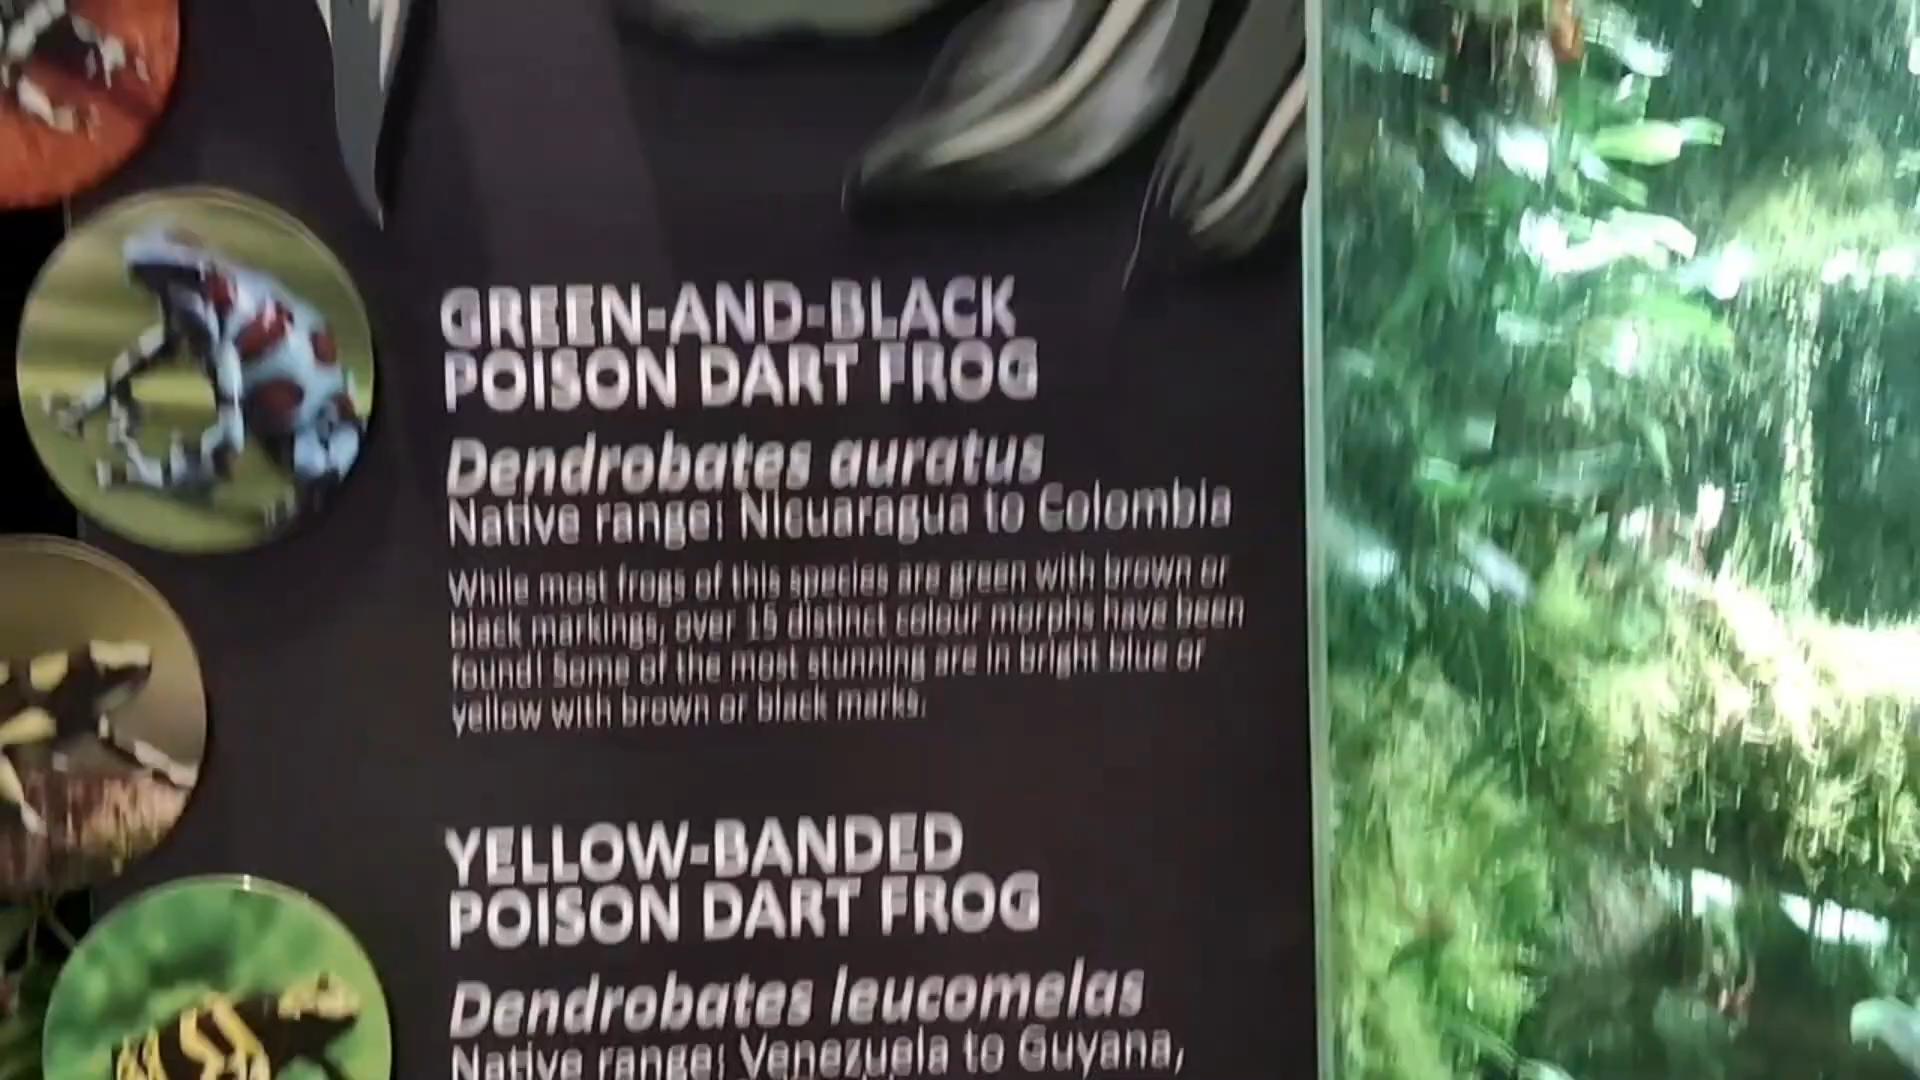 GREEN-AND-BLACK
POISON DART FROG
Dendrobates auratus
Native range: Nicuaragua to Colombia
While most frogs of this species are green with brown or
black markings, over 15 distinct colour morphs have been
found! Some of the most stunning are in bright blue or
yellow with brown or black marks.
YELLOW-BANDED
POISON DART FROG
Dendrobates leucomelas
Native range: Venezuela to Guyana,